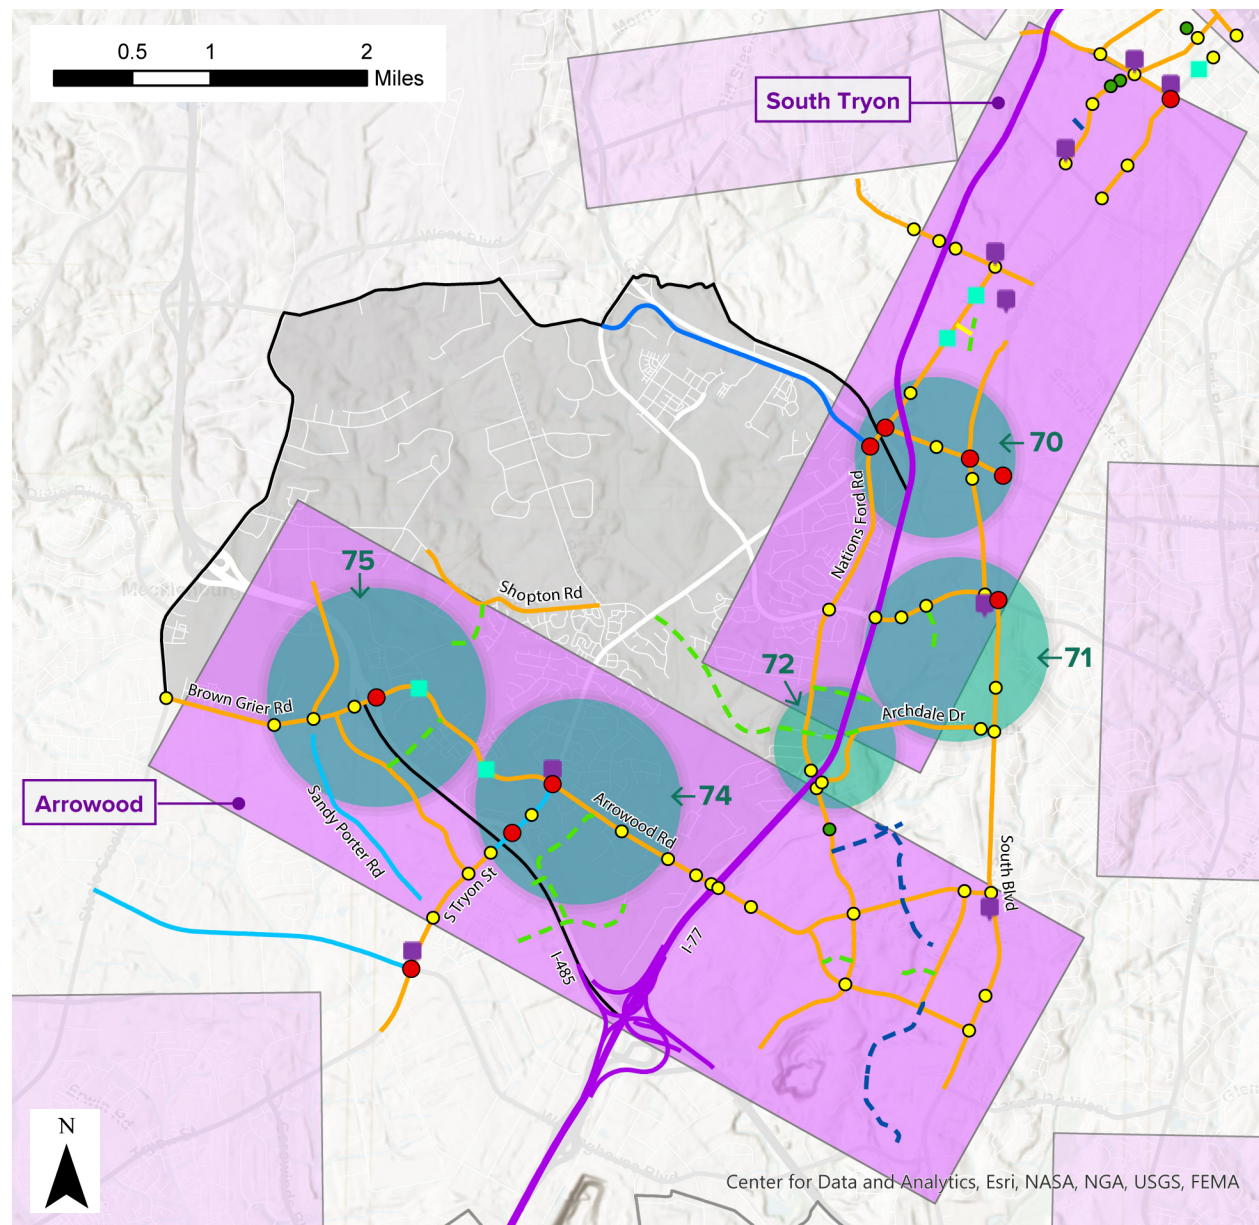 0.5 1 2
Miles
South Tryon
70
Nations Ford Rd
75
Shopton Rd
72
71
Brown Grier Rd
Archdale Dr
Arrowood
74
Arrowood Rd
Sandy Porter Rd
South Blvd
S Tryon St
I-77
I-485
N
Center for Data and Analytics, Esri, NASA, NGA, USGS, FEMA